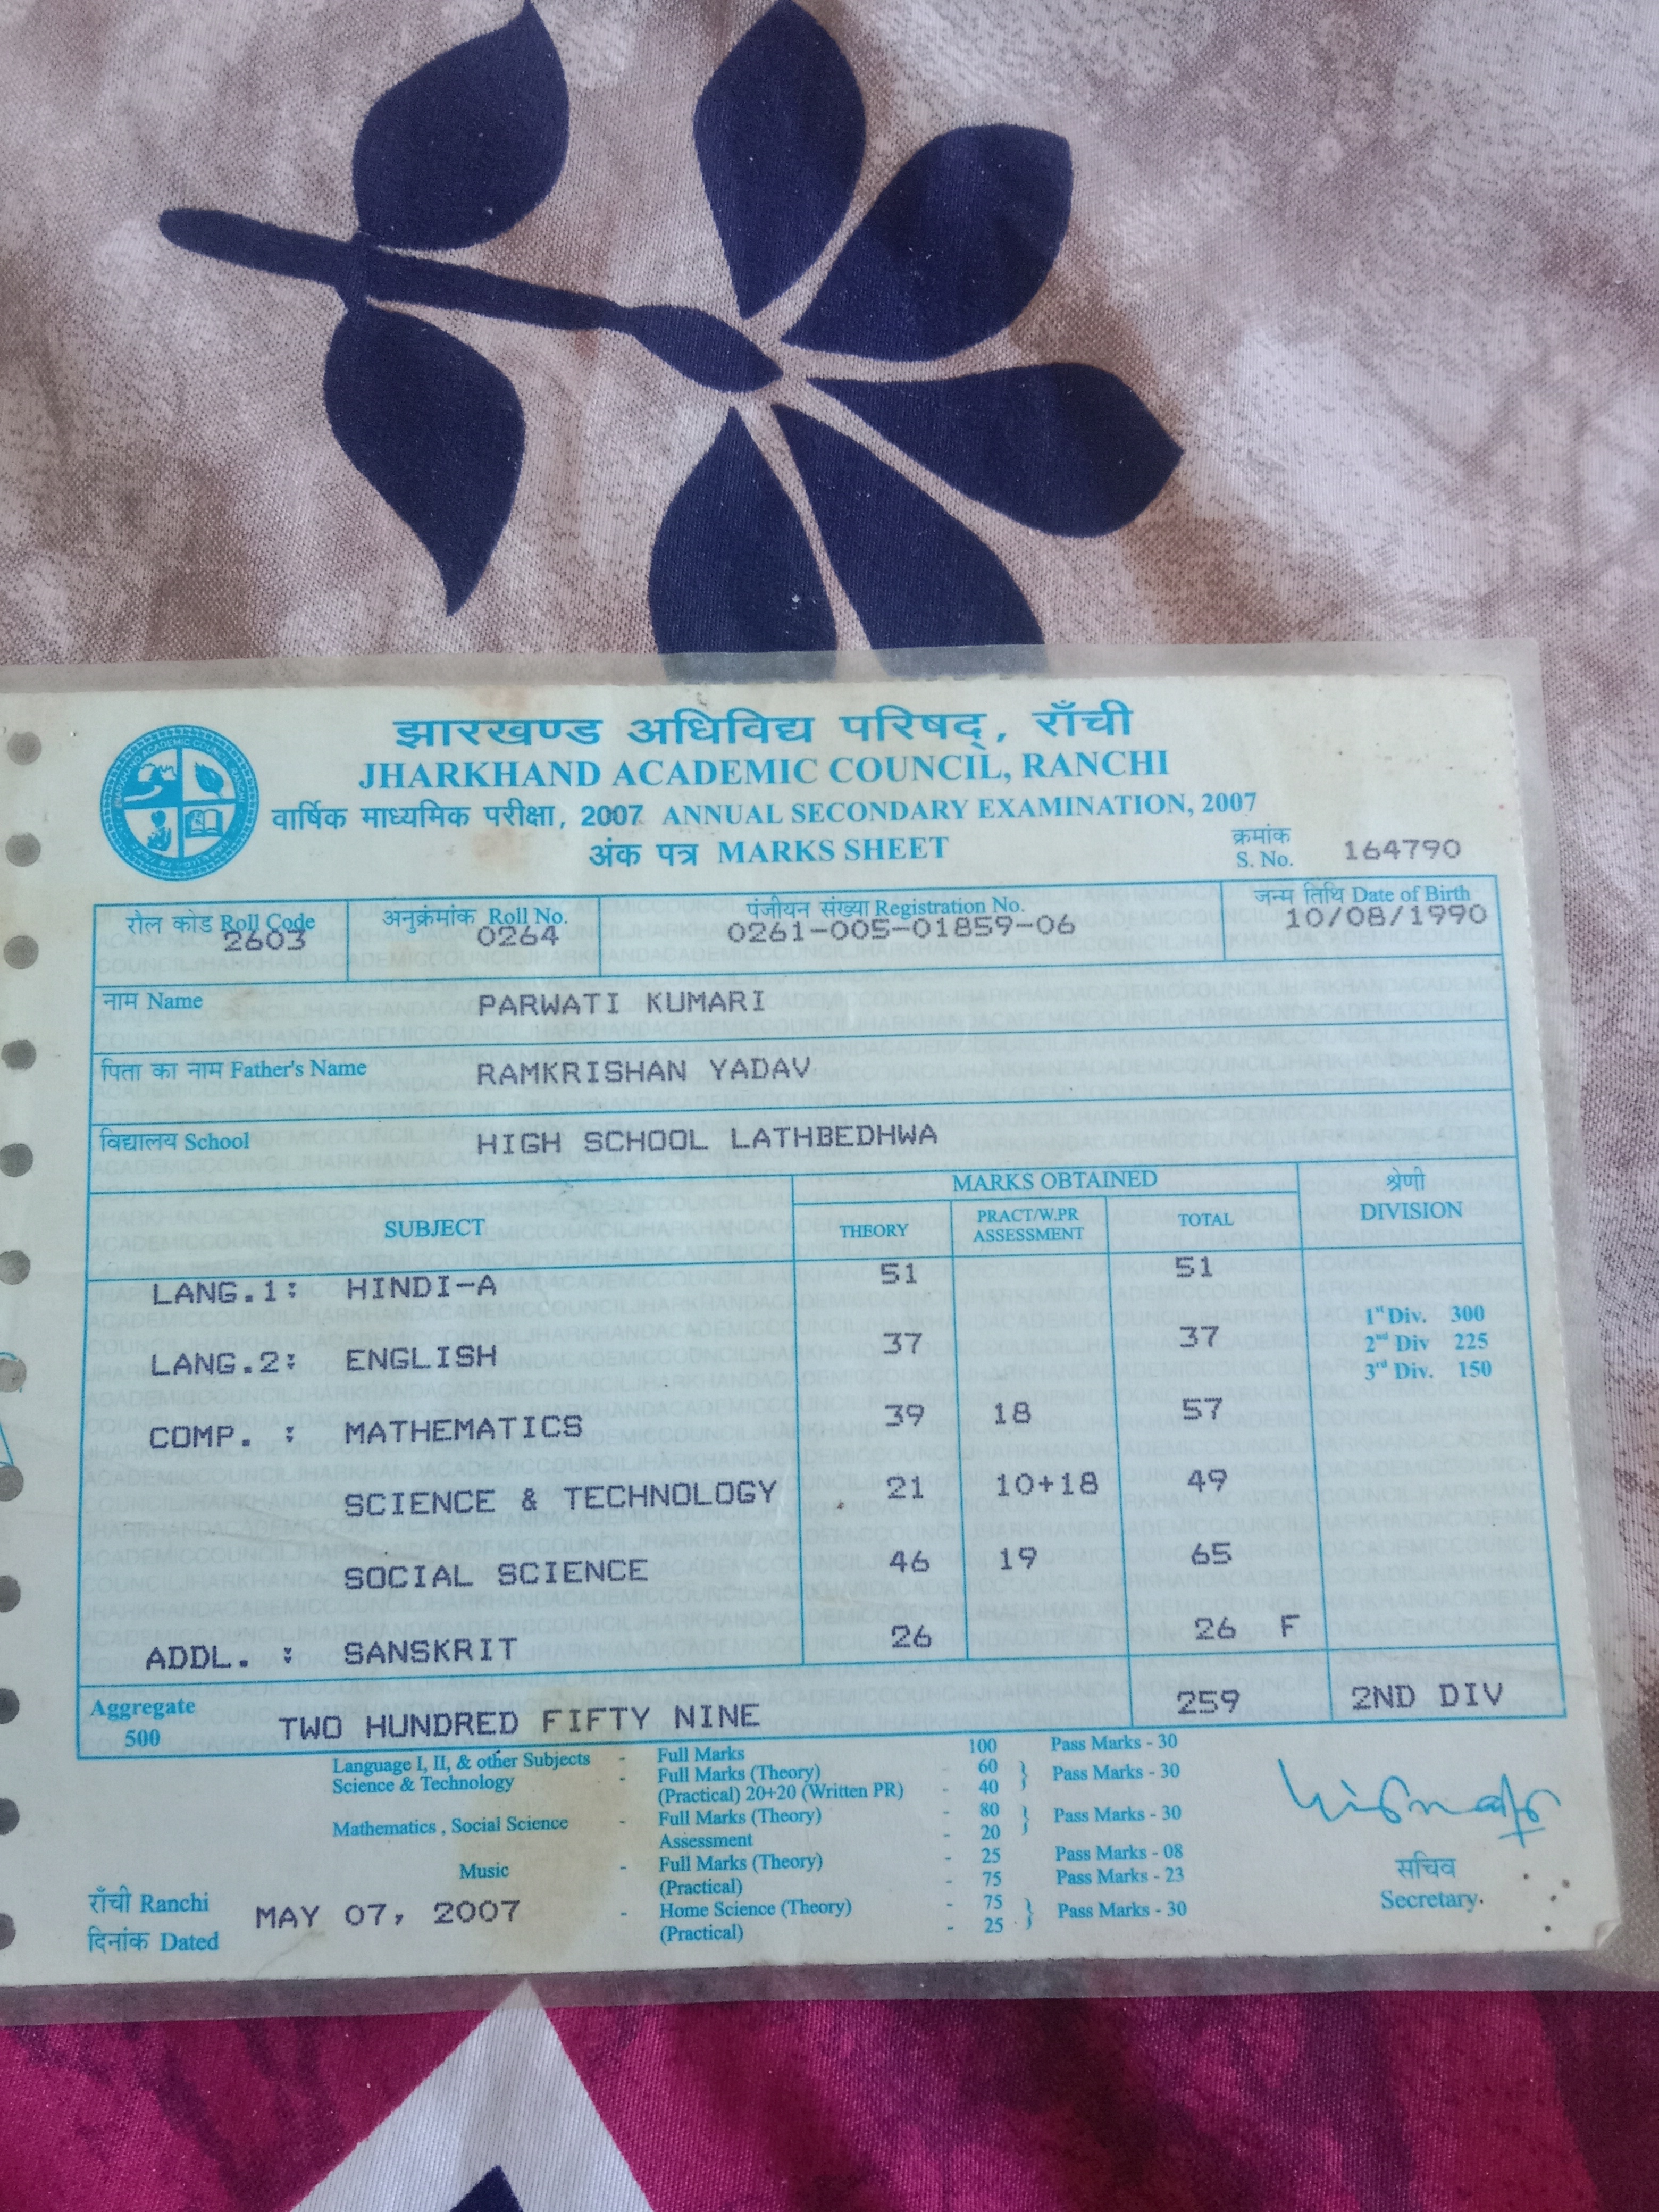 झारखण्ड अधिविद्य परिषद्, राँची
JHARKHAND ACADEMIC COUNCIL, RANCHI
वार्षिक माध्यमिक परीक्षा, 2007 ANNUAL SECONDARY EXAMINATION, 2007
अंक पत्र MARKS SHEET
क्रमांक
S. No. 164790
रौल कोड Roll Code अनुक्रमांक Roll No. पंजीयन संख्या Registration No. जन्म तिथि Date of Birth
2603 0264 0261-005-01859-06 10/08/1990
नाम Name PARWATI KUMARI
पिता का नाम Father's Name RAMKRISHAN YADAV
विद्यालय School HIGH SCHOOL LATHBEDHWA
SUBJECT MARKS OBTAINED श्रेणी
THEORY PRACT/W.PR ASSESSMENT TOTAL DIVISION
LANG.1: HINDI-A 51 51
1st Div. 300
LANG.2: ENGLISH 37 37 2nd Div 225
3rd Div. 150
COMP. : MATHEMATICS 39 18 57
SCIENCE & TECHNOLOGY 21 10+18 49
SOCIAL SCIENCE 46 19 65
ADDL. : SANSKRIT 26 26 F
Aggregate
500 TWO HUNDRED FIFTY NINE 259 2ND DIV
Language I, II, & other Subjects - Full Marks 100 Pass Marks - 30
Science & Technology - Full Marks (Theory) - 60 } Pass Marks - 30
(Practical) 20+20 (Written PR) - 40
Mathematics , Social Science - Full Marks (Theory) - 80 } Pass Marks - 30
Assessment - 20
Music - Full Marks (Theory) - 25 Pass Marks - 08
(Practical) - 75 Pass Marks - 23
- Home Science (Theory) - 75 } Pass Marks - 30
(Practical) - 25
सचिव
Secretary.
राँची Ranchi
दिनांक Dated MAY 07, 2007